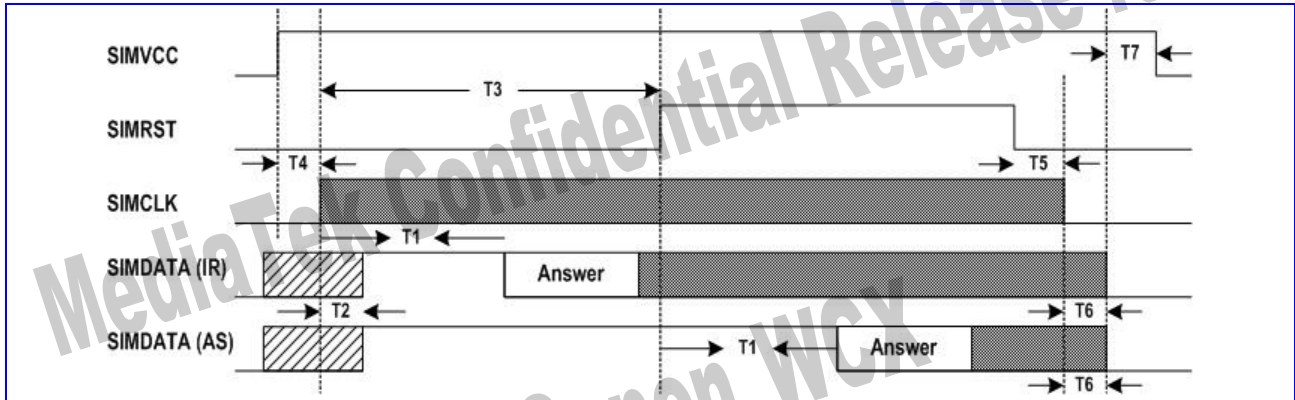 SIMVCC
T7
T3
SIMRST
T4
T5
SIMCLK
T1
SIMDATA (IR)
Answer
T2
T6
SIMDATA (AS)
T1
Answer
T6
MediaTek Confidential Release
WCX